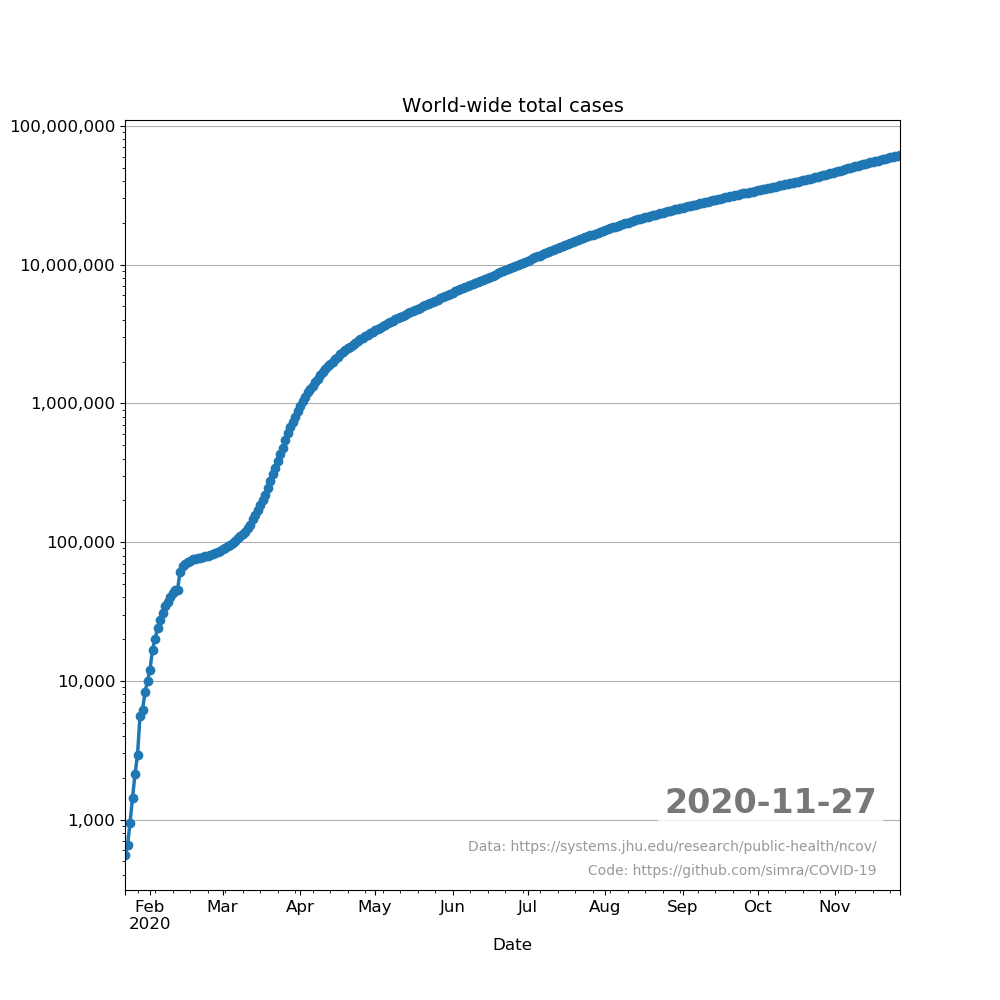 World-wide total cases
100,000,000
10,000,000
1,000,000
100,000
10,000
1,000
2020-11-27
Data: https://systems.jhu.edu/research/public-health/ncov/
Code: https://github.com/simra/COVID-19
Feb Mar Apr May Jun Jul Aug Sep Oct Nov
2020
Date